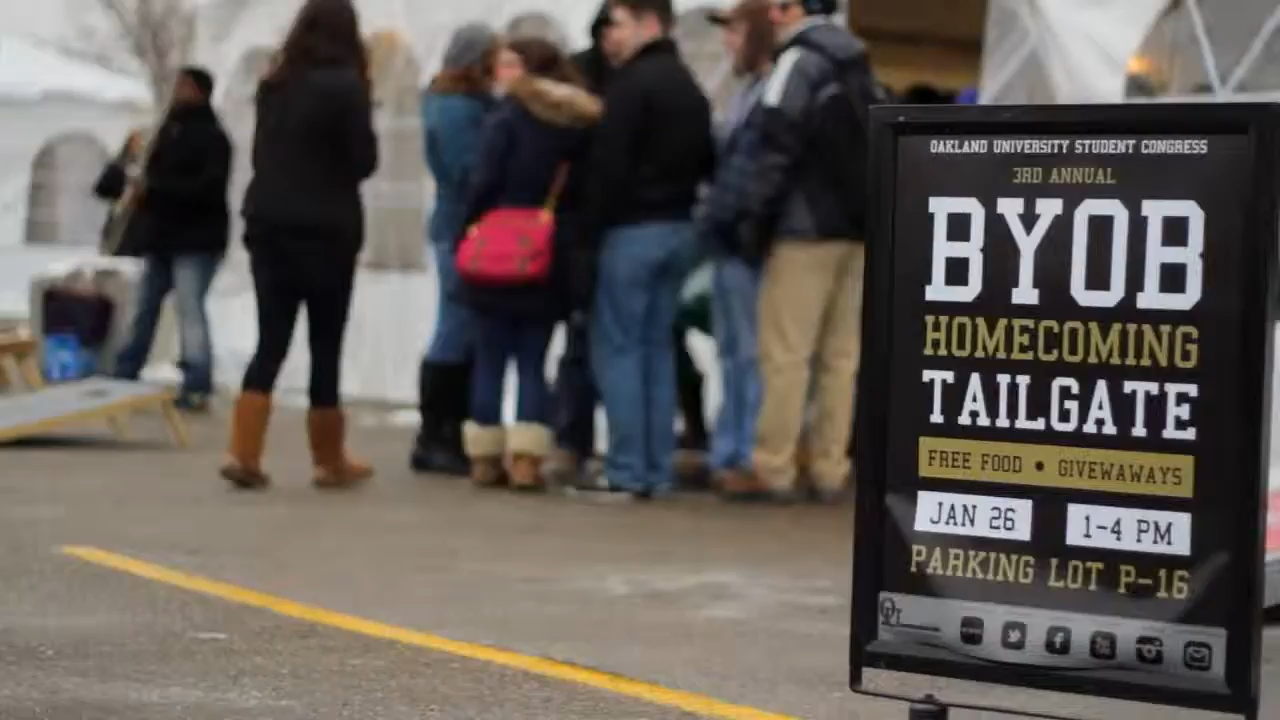 OAKLAND UNIVERSITY STUDENT CONGRESS
3RD ANNUAL
BYOB
HOMECOMING
TAILGATE
FREE FOOD • GIVEWAWAYS
JAN 26 1-4 PM
PARKING LOT P-16
OU